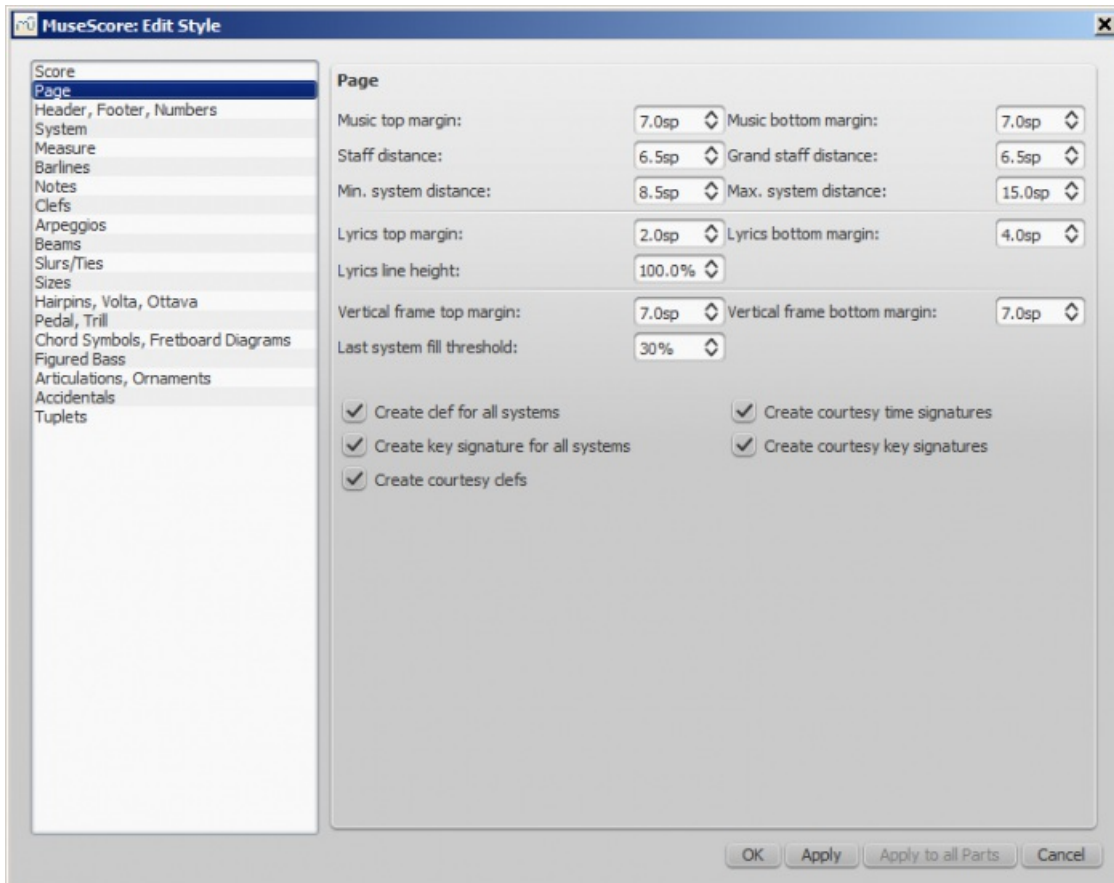 MuseScore: Edit Style
Score
Page
Header, Footer, Numbers
System
Measure
Barlines
Notes
Clefs
Arpeggios
Beams
Slurs/Ties
Sizes
Hairpins, Volta, Ottava
Pedal, Trill
Chord Symbols, Fretboard Diagrams
Figured Bass
Articulations, Ornaments
Accidentals
Tuplets
Page
Music top margin: 7.0sp Music bottom margin: 7.0sp
Staff distance: 6.5sp Grand staff distance: 6.5sp
Min. system distance: 8.5sp Max. system distance: 15.0sp
Lyrics top margin: 2.0sp Lyrics bottom margin: 4.0sp
Lyrics line height: 100.0%
Vertical frame top margin: 7.0sp Vertical frame bottom margin: 7.0sp
Last system fill threshold: 30%
Create clef for all systems Create courtesy time signatures
Create key signature for all systems Create courtesy key signatures
Create courtesy clefs
OK Apply Apply to all Parts Cancel